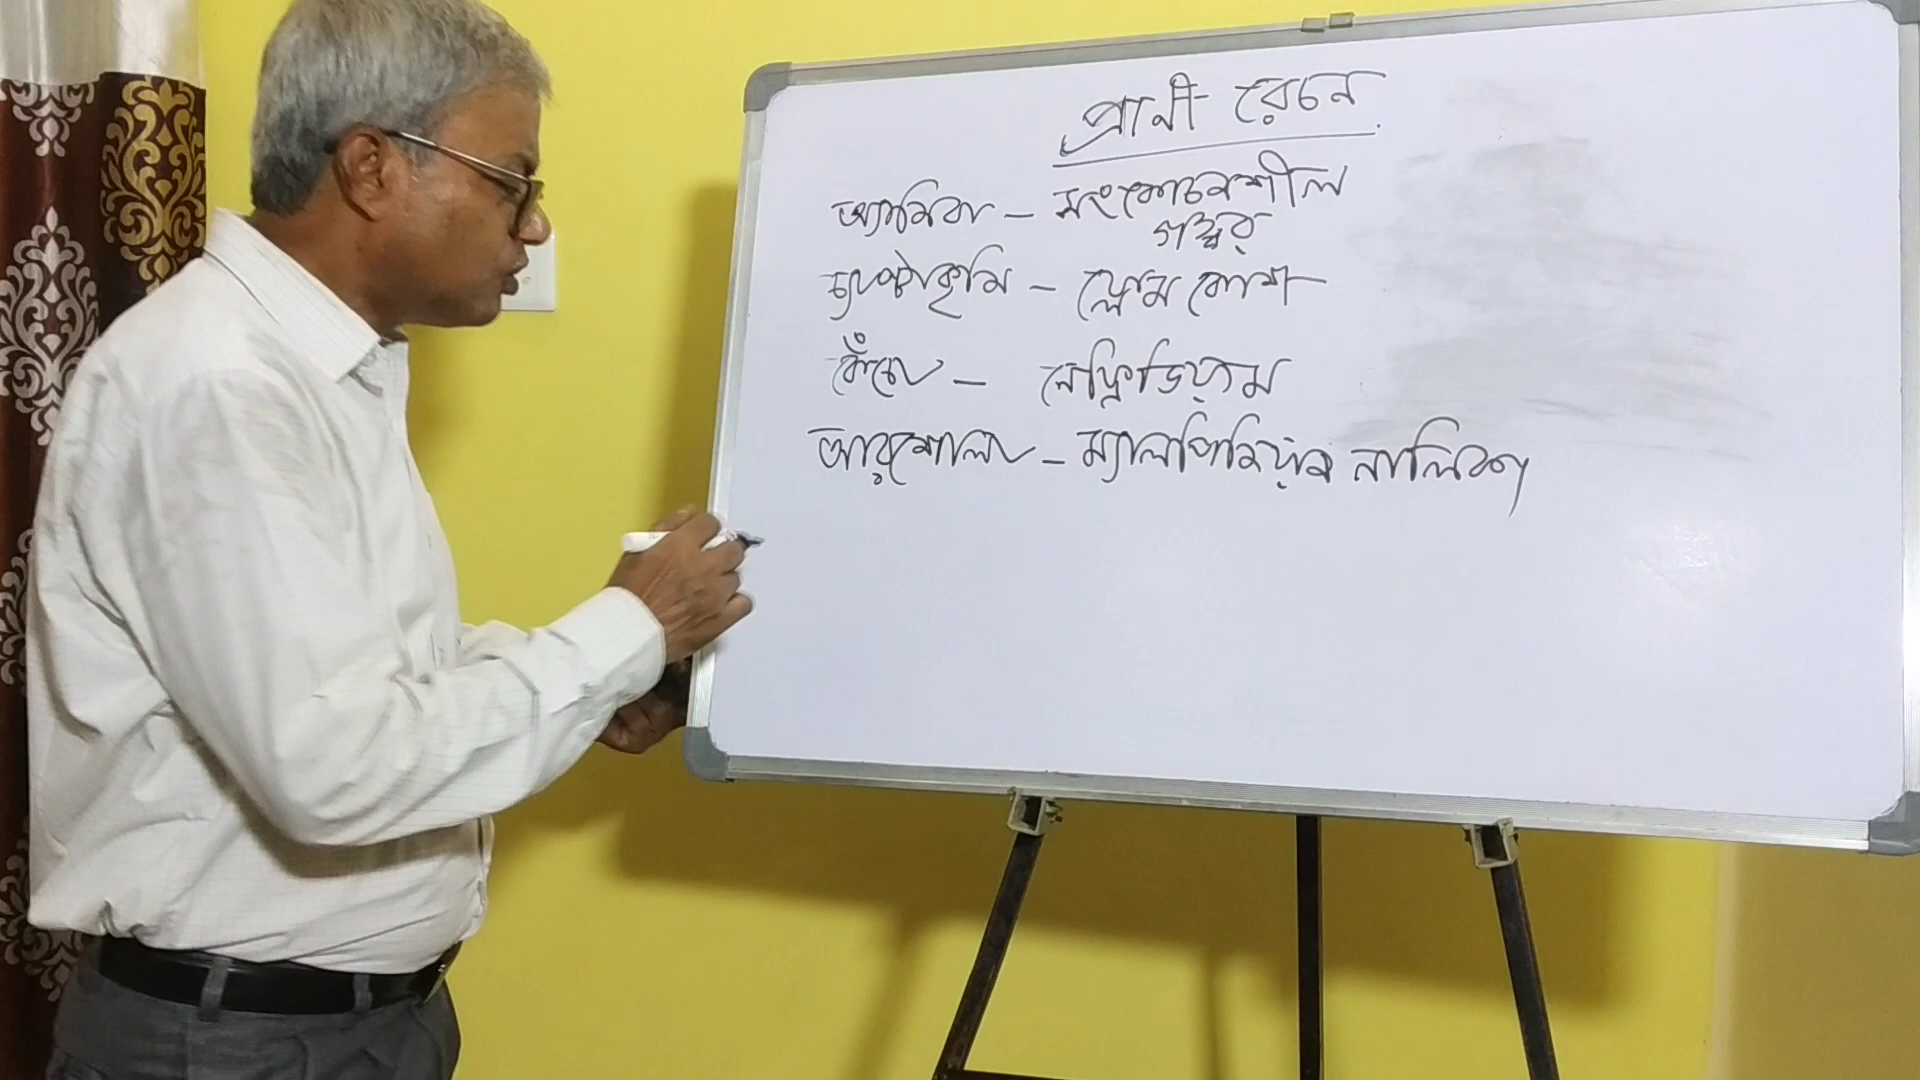 প্রানী রেচন
অ্যামিবা – সংকোচনশীল
গহ্বর
চ্যাপ্টাকৃমি – ফ্লেম কোশ
কেঁচো – নেফ্রিডিয়াম
আরশোলা – ম্যালপিজিয়ান নালিকা